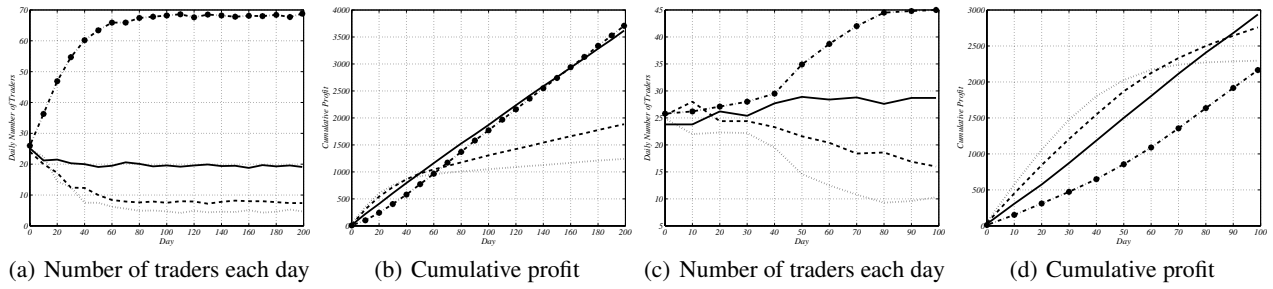 70
60
50
40
30
20
10
0
Daily Number of Traders
0 20 40 60 80 100 120 140 160 180 200
Day
(a) Number of traders each day
4000
3500
3000
2500
2000
1500
1000
500
0
Cumulative Profit
0 20 40 60 80 100 120 140 160 180 200
Day
(b) Cumulative profit
45
40
35
30
25
20
15
10
5
Daily Number of Traders
0 10 20 30 40 50 60 70 80 90 100
Day
(c) Number of traders each day
3000
2500
2000
1500
1000
500
0
Cumulative Profit
0 10 20 30 40 50 60 70 80 90 100
Day
(d) Cumulative profit